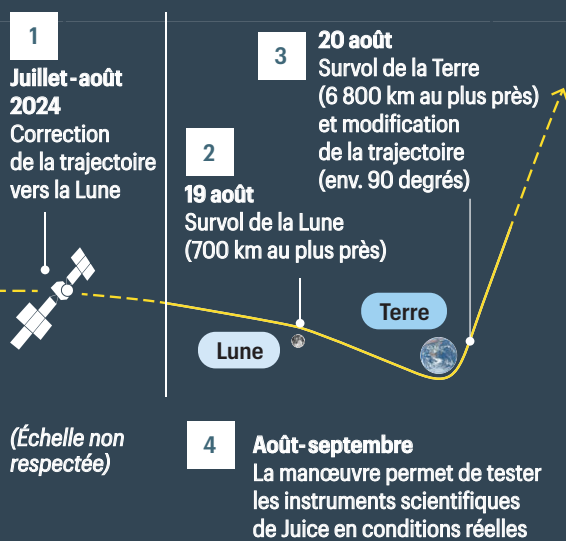 1
Juillet-août
2024
Correction
de la trajectoire
vers la Lune
2
19 août
Survol de la Lune
(700 km au plus près)
3
20 août
Survol de la Terre
(6 800 km au plus près)
et modification
de la trajectoire
(env. 90 degrés)
Lune
Terre
(Échelle non
respectée)
4
Août-septembre
La manœuvre permet de tester
les instruments scientifiques
de Juice en conditions réelles